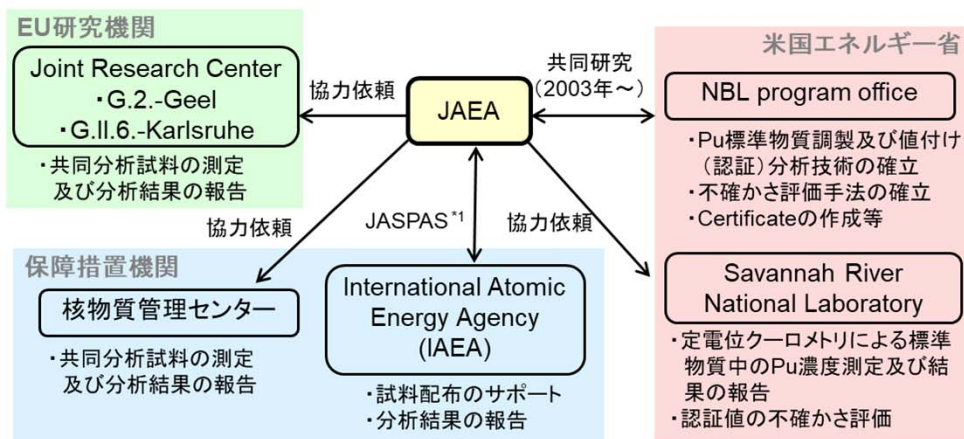 EU研究機関
Joint Research Center
・G.2.-Geel
・G.II.6.-Karlsruhe
・共同分析試料の測定
及び分析結果の報告
協力依頼
JAEA
共同研究
(2003年~)
米国エネルギー省
NBL program office
・Pu標準物質調製及び値付け
(認証)分析技術の確立
・不確かさ評価手法の確立
・Certificateの作成等
協力依頼
JASPAS*1
協力依頼
保障措置機関
核物質管理センター
・共同分析試料の測定
及び分析結果の報告
International Atomic
Energy Agency
(IAEA)
・試料配布のサポート
・分析結果の報告
Savannah River
National Laboratory
・定電位クーロメトリによる標準
物質中のPu濃度測定及び結
果の報告
・認証値の不確かさ評価